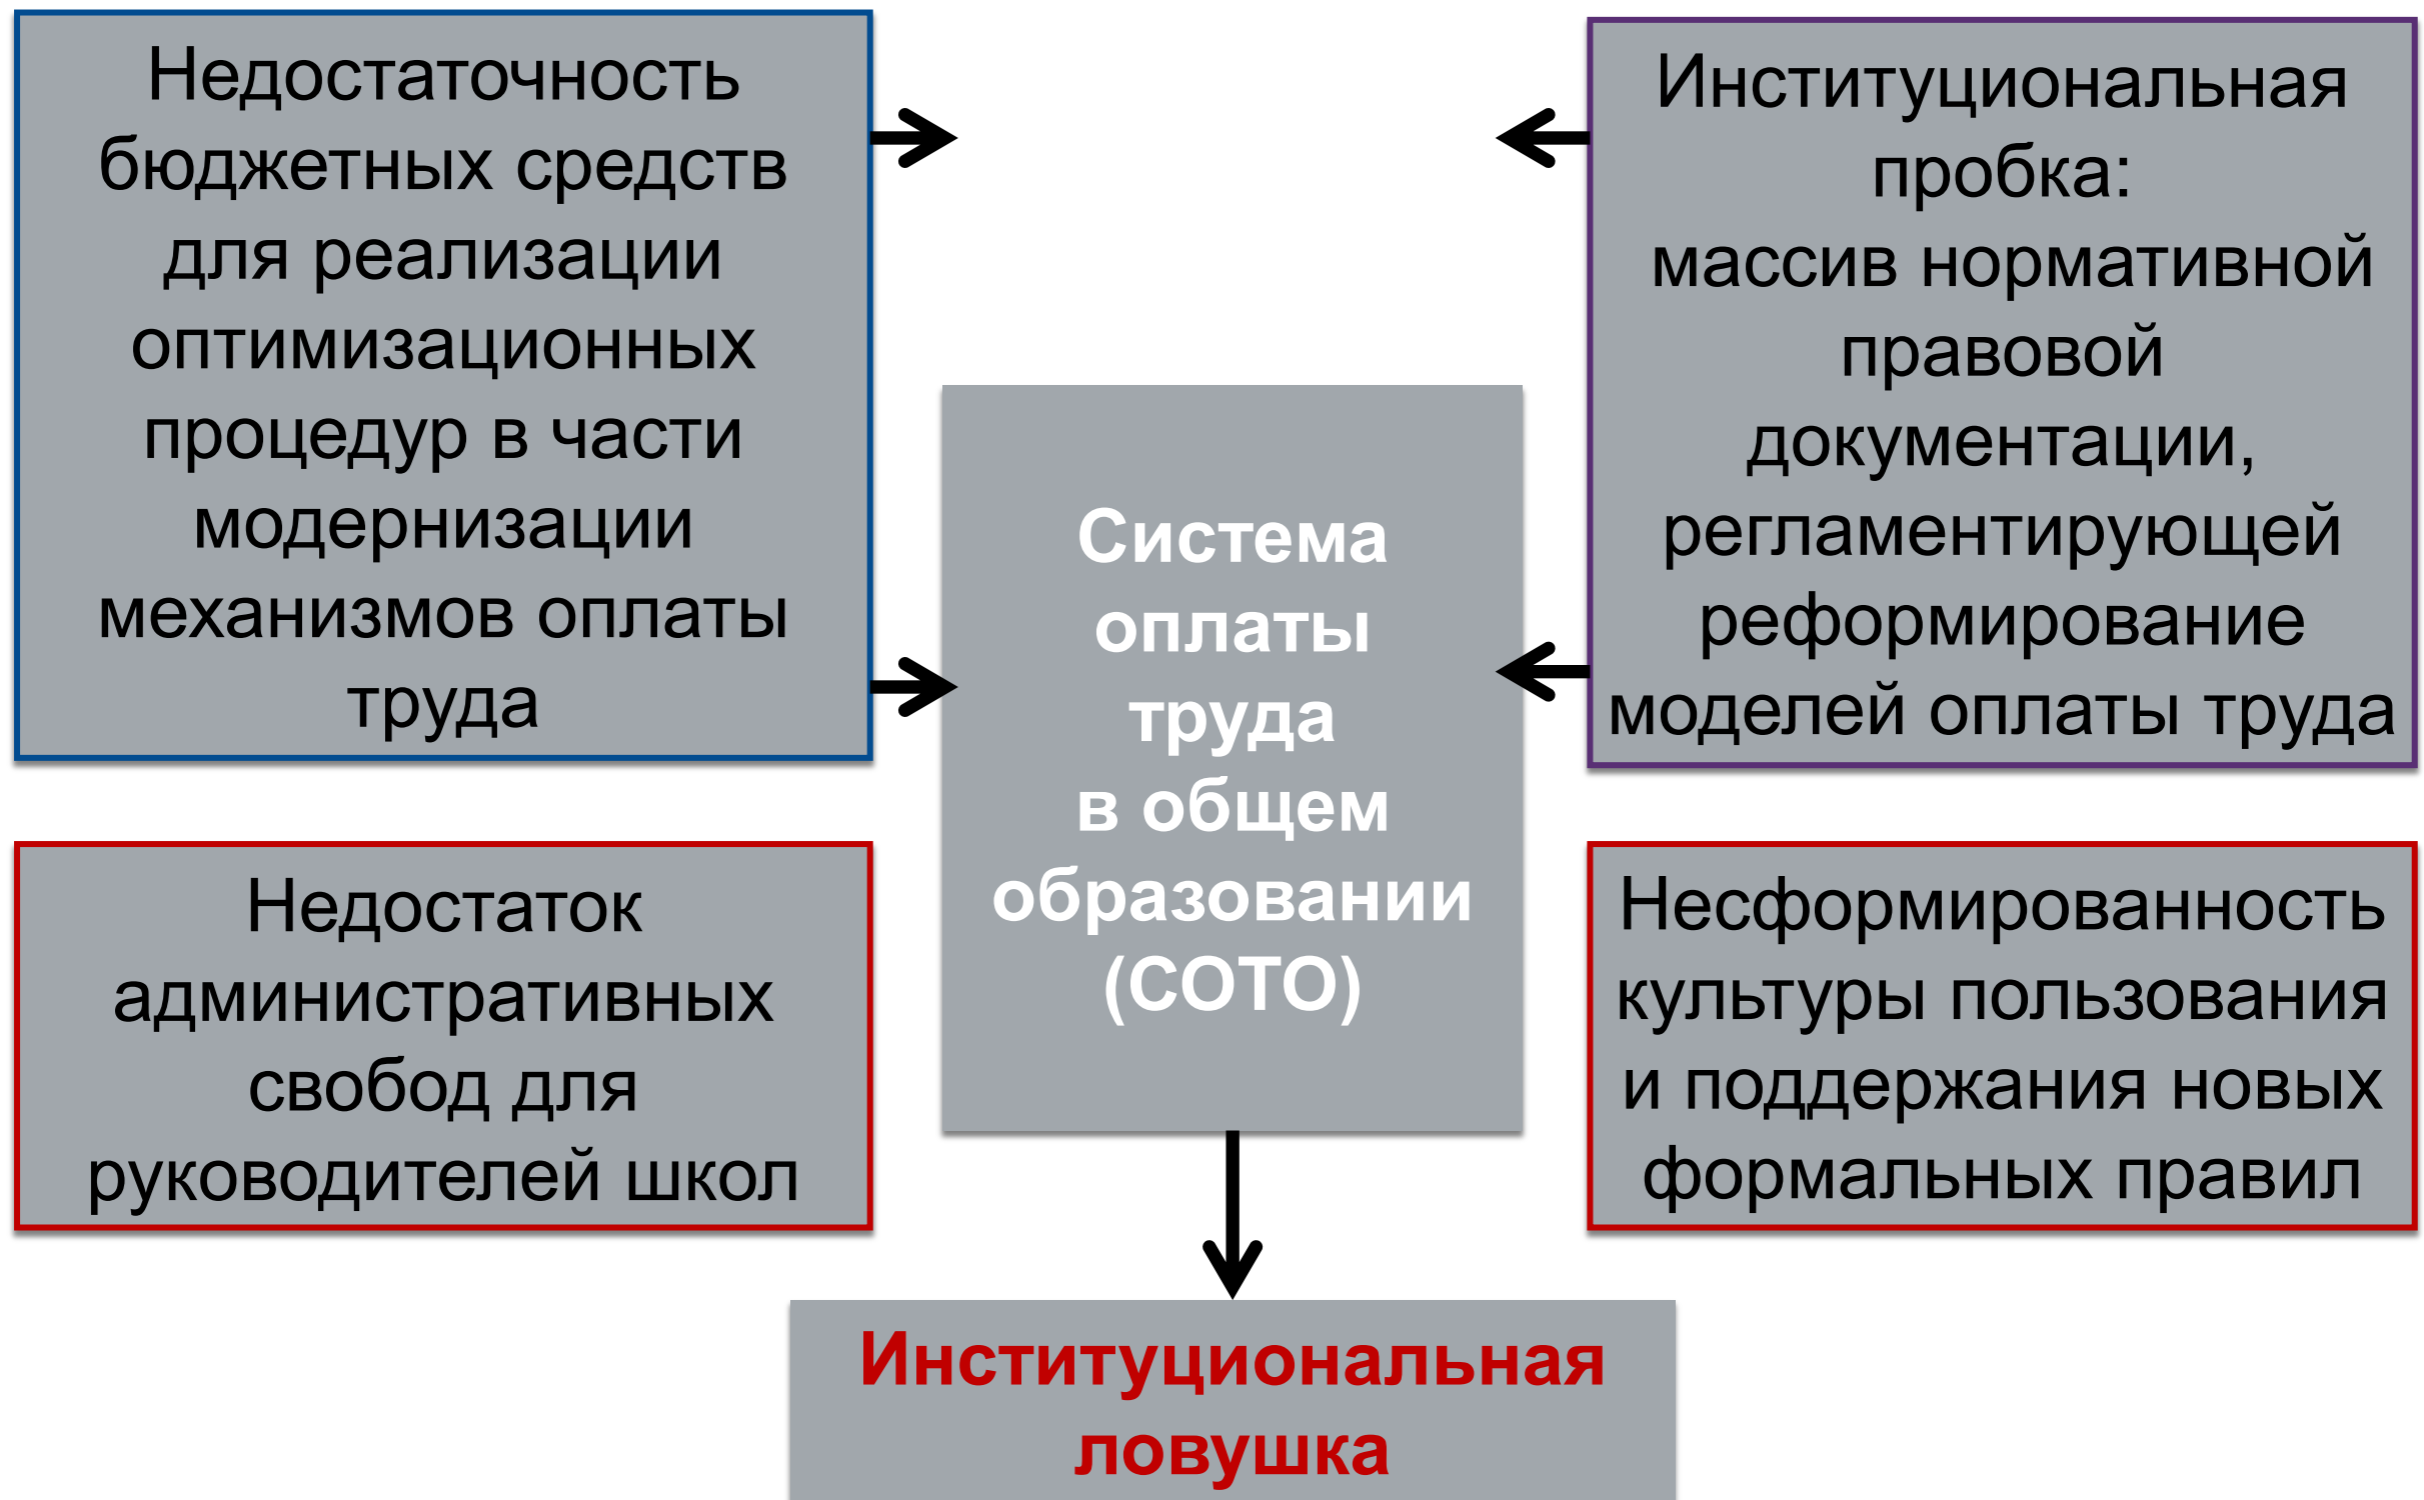 Недостаточность
бюджетных средств
для реализации
оптимизационных
процедур в части
модернизации
механизмов оплаты
труда
Институциональная
пробка:
массив нормативной
правовой
документации,
регламентирующей
реформирование
моделей оплаты труда
Система
оплаты
труда
в общем
образовании
(СОТО)
Недостаток
административных
свобод для
руководителей школ
Несформированность
культуры пользования
и поддержания новых
формальных правил
Институциональная
ловушка